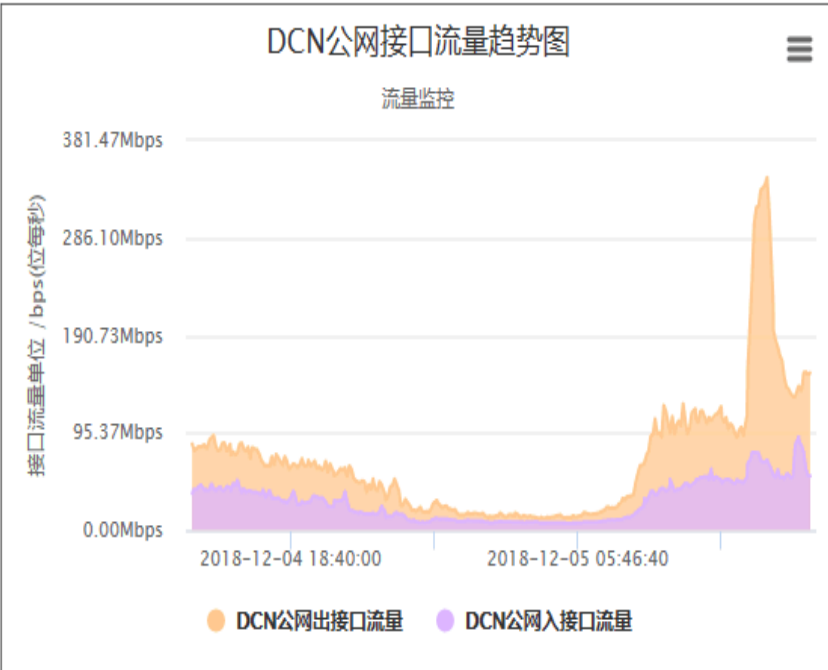 DCN公网接口流量趋势图
流量监控
381.47Mbps
286.10Mbps
190.73Mbps
95.37Mbps
0.00Mbps
接口流量单位 / bps(位每秒)
2018-12-04 18:40:00
2018-12-05 05:46:40
DCN公网出接口流量
DCN公网入接口流量